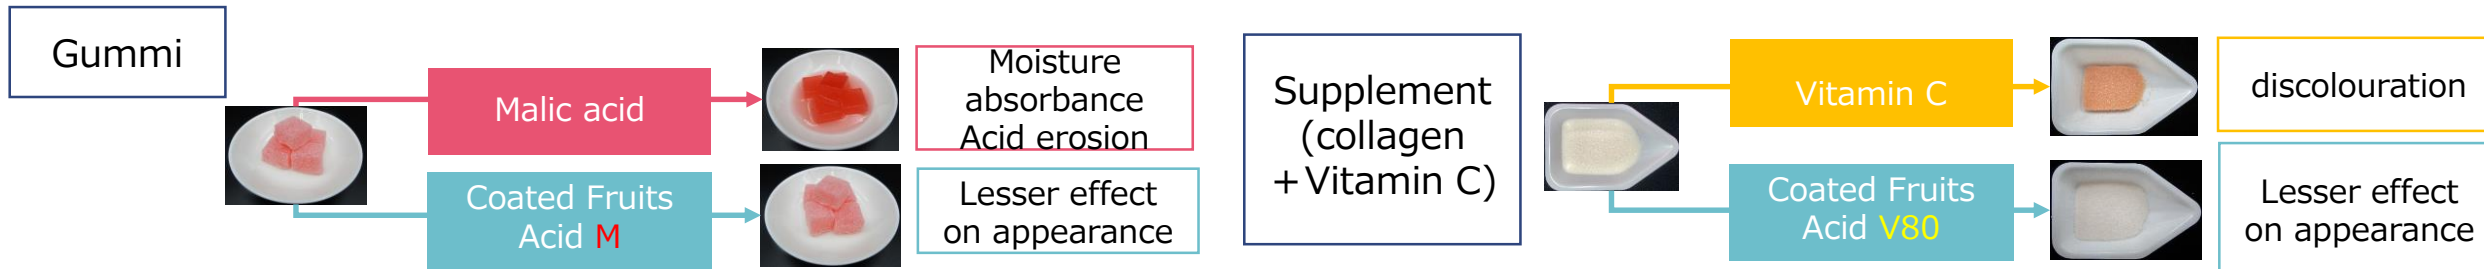 Gummi
Malic acid
Moisture
absorbance
Acid erosion
Coated Fruits
Acid M
Lesser effect
on appearance
Supplement
(collagen
+Vitamin C)
Vitamin C
discolouration
Coated Fruits
Acid V80
Lesser effect
on appearance